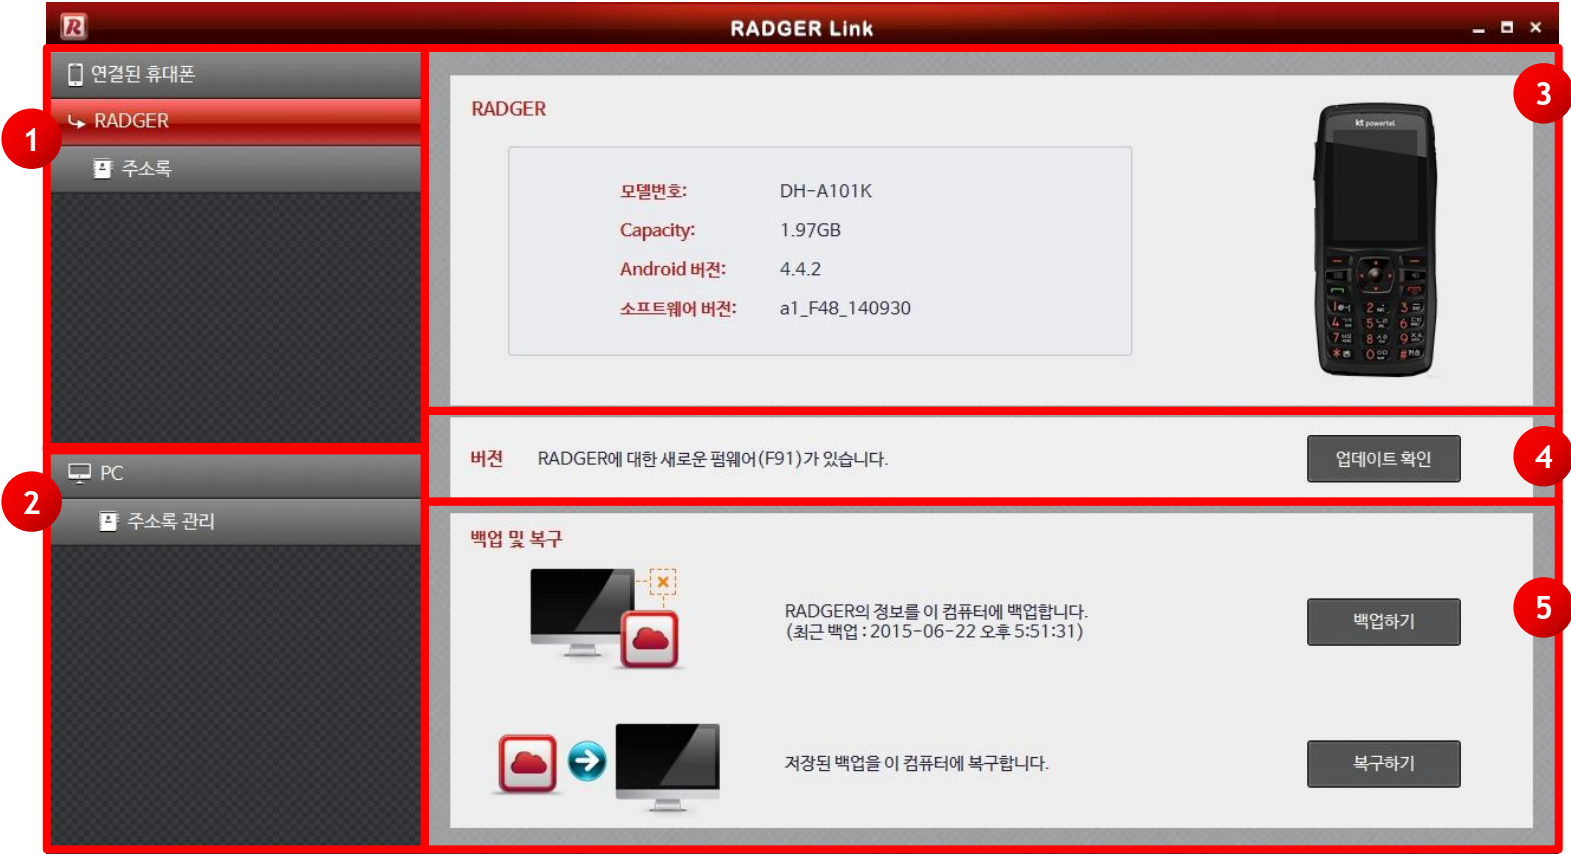 R
RADGER Link
연결된 휴대폰
RADGER
주소록
1
PC
주소록 관리
2
RADGER
3
모델번호: DH-A101K
Capacity: 1.97GB
Android 버전: 4.4.2
소프트웨어 버전: a1_F48_140930
kt powertel
버전 RADGER에 대한 새로운 펌웨어(F91)가 있습니다. 업데이트 확인
4
백업 및 복구
RADGER의 정보를 이 컴퓨터에 백업합니다.
(최근 백업 : 2015-06-22 오후 5:51:31)
백업하기
5
저장된 백업을 이 컴퓨터에 복구합니다. 복구하기